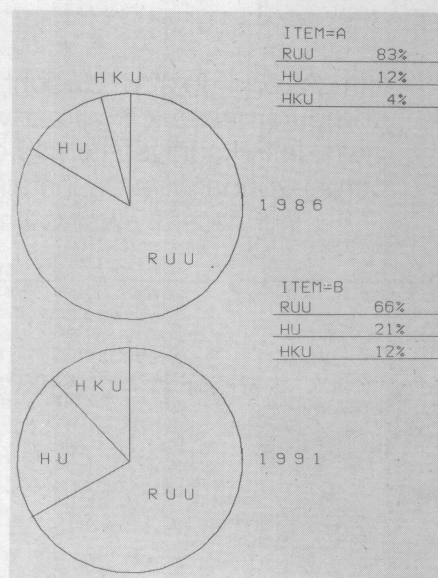 ITEM=A
RUU 83%
HU 12%
HKU 4%
HKU
HU
1986
RUU
ITEM=B
RUU 66%
HU 21%
HKU 12%
HKU
HU
1991
RUU